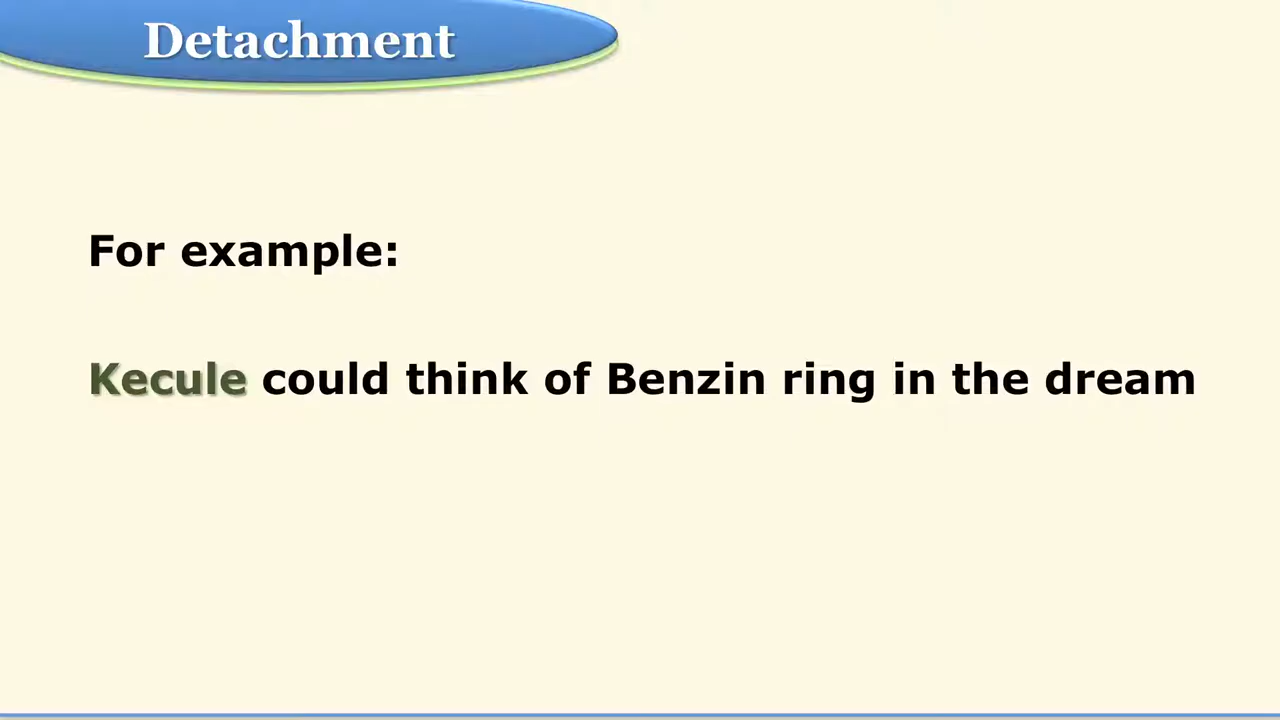 Detachment
For example:
Kecule could think of Benzin ring in the dream